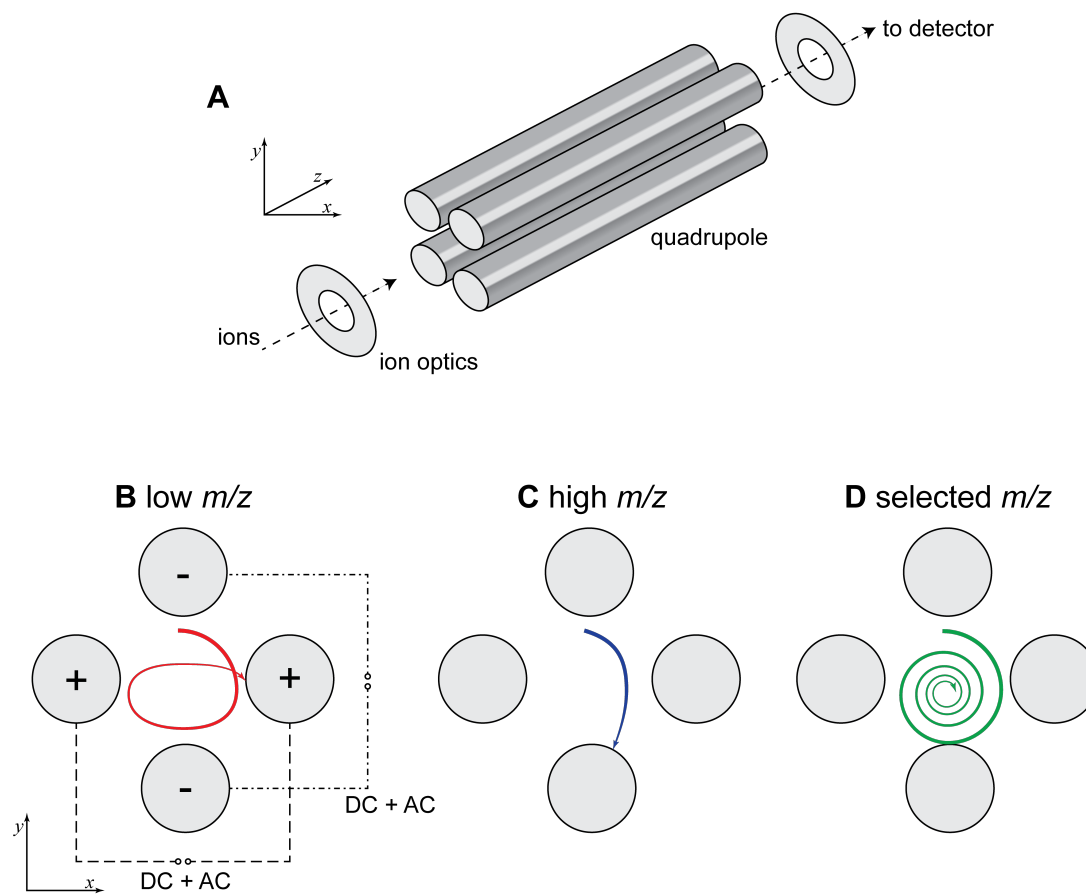 to detector
A
y
z
x
quadrupole
ions
ion optics
B low m/z
C high m/z
D selected m/z
-
+
+
-
DC + AC
y
x
DC + AC